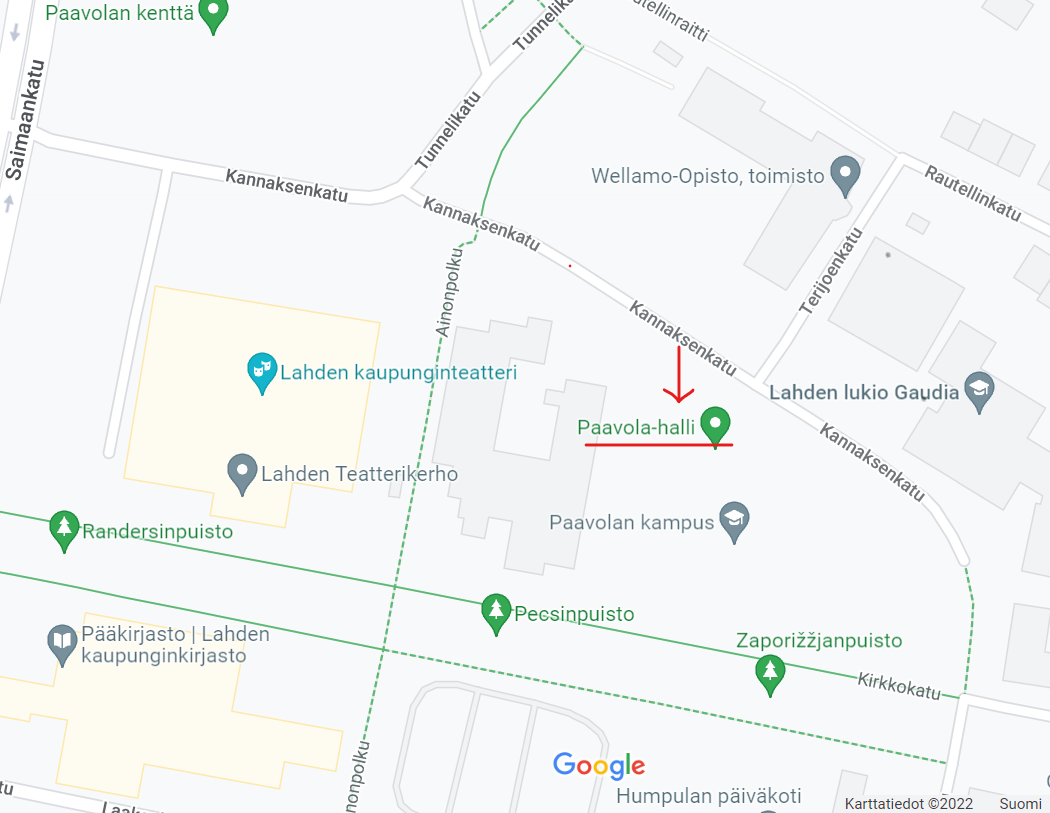 Paavolan kenttä
Tunnelikatu
Saimaankatu
Tunnelikatu
Kannaksenkatu
Wellamo-Opisto, toimisto
Rautellinkatu
Kannaksenkatu
Ainonpolku
Terijoenkatu
Kannaksenkatu
Lahden kaupunginteatteri
Lahden lukio Gaudia
Paavola-halli
Kannaksenkatu
Lahden Teatterikerho
Paavolan kampus
Randersinpuisto
Pecsinpuisto
Pääkirjasto | Lahden
kaupunginkirjasto
Zaporižžjanpuisto
Kirkkokatu
Google
Humpulan päiväkoti
Karttatiedot ©2022 Suomi